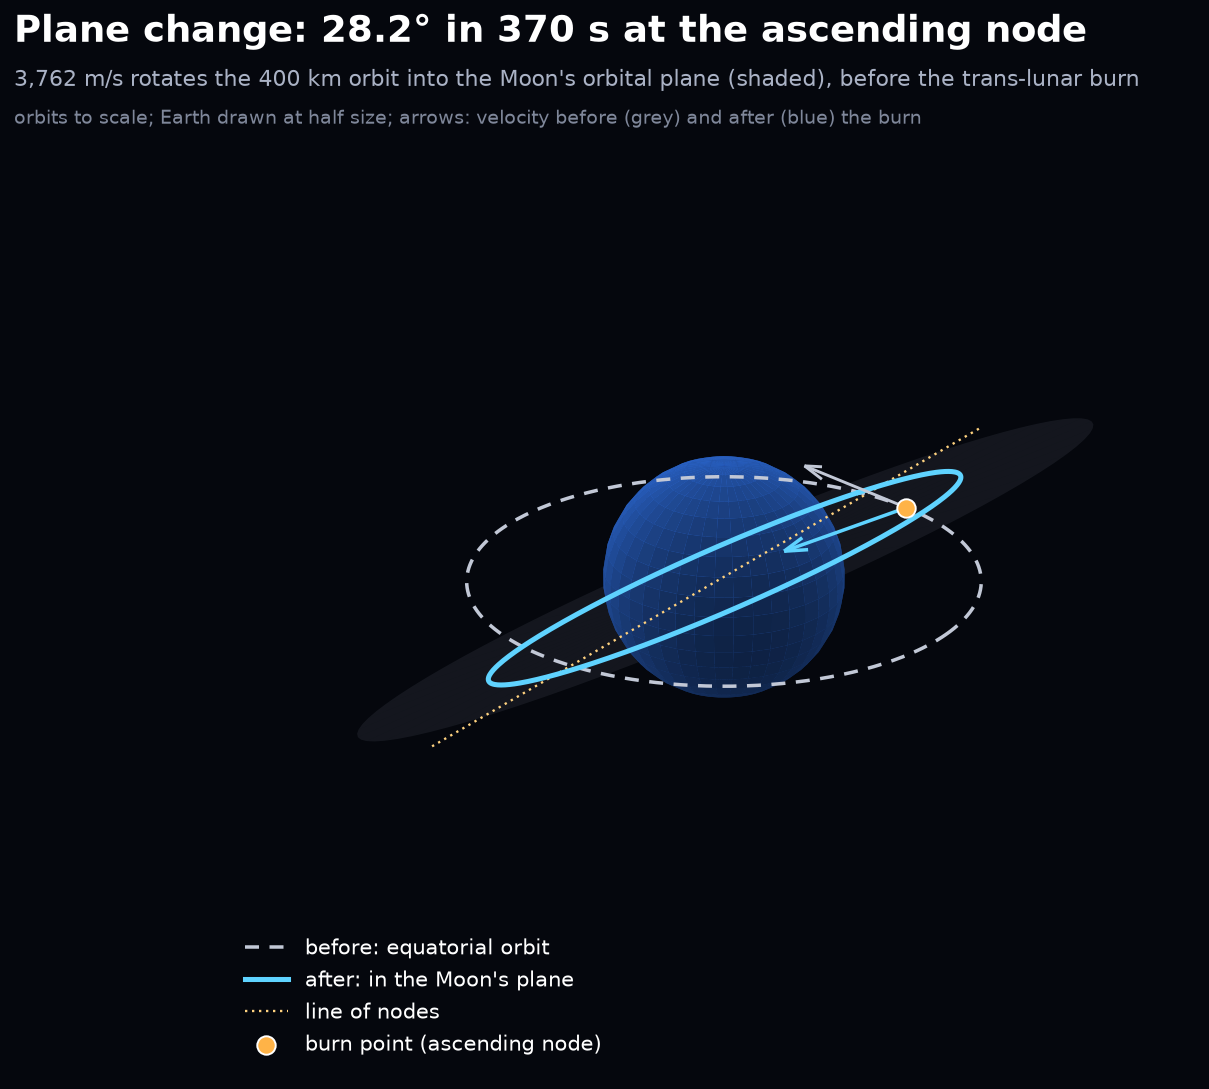 Plane change: 28.2° in 370 s at the ascending node
3,762 m/s rotates the 400 km orbit into the Moon's orbital plane (shaded), before the trans-lunar burn
orbits to scale; Earth drawn at half size; arrows: velocity before (grey) and after (blue) the burn
before: equatorial orbit
after: in the Moon's plane
line of nodes
burn point (ascending node)